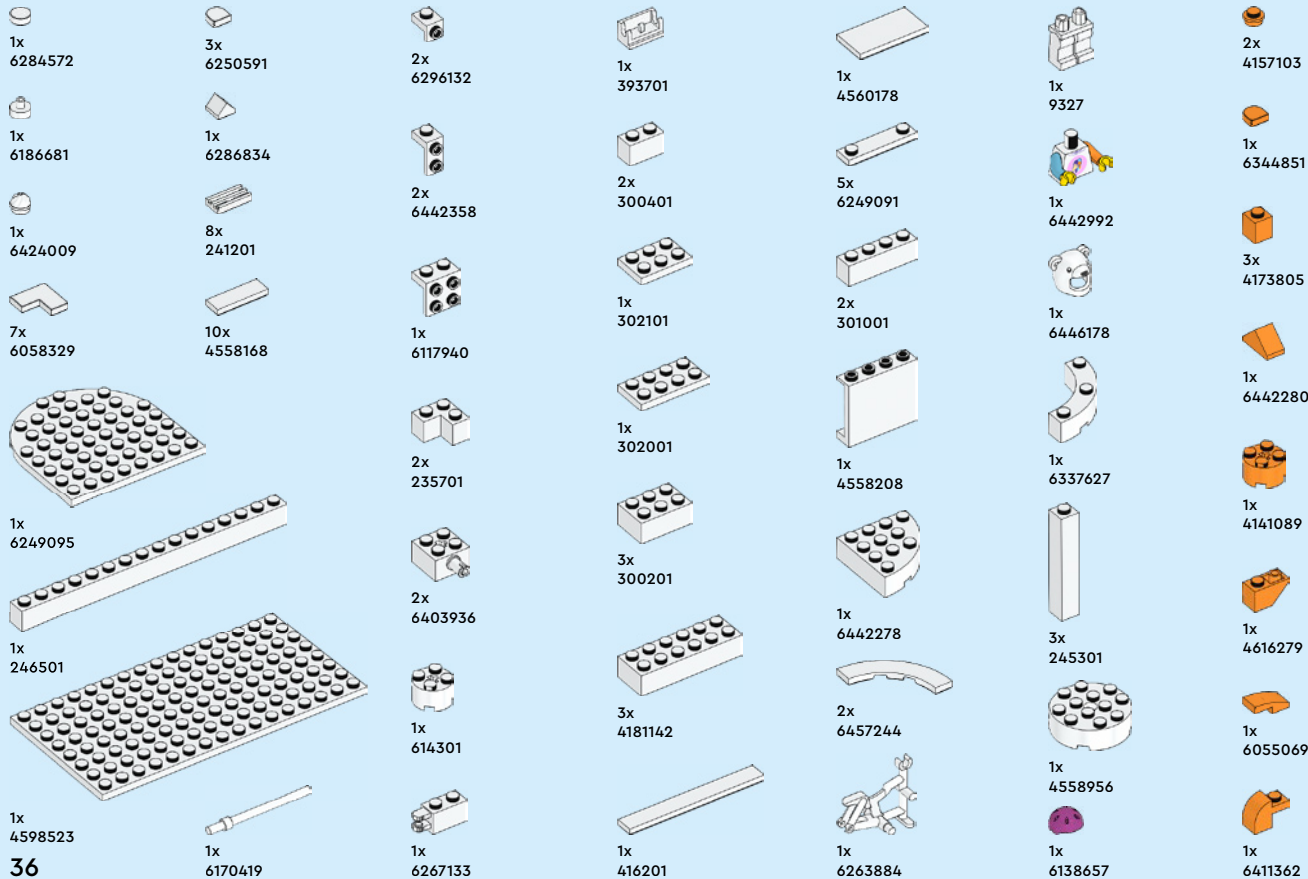 1x
6284572
1x
6186681
1x
6424009
7x
6058329
1x
6249095
1x
246501
1x
4598523
3x
6250591
1x
6286834
8x
241201
10x
4558168
1x
6170419
2x
6296132
2x
6442358
1x
6117940
2x
235701
2x
6403936
1x
614301
1x
6267133
1x
393701
2x
300401
1x
302101
1x
302001
3x
300201
3x
4181142
1x
416201
1x
4560178
5x
6249091
2x
301001
1x
4558208
1x
6442278
2x
6457244
1x
6263884
1x
9327
1x
6442992
1x
6446178
1x
6337627
3x
245301
1x
4558956
1x
6138657
2x
4157103
1x
6344851
3x
4173805
1x
6442280
1x
4141089
1x
4616279
1x
6055069
1x
6411362
36